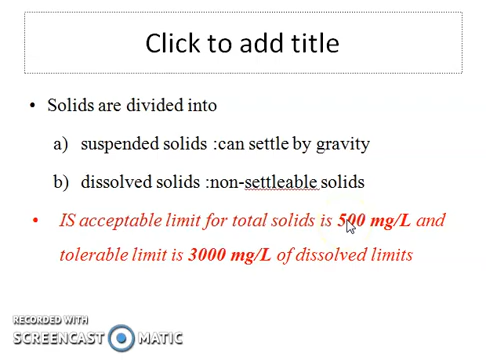 Click to add title
• Solids are divided into
a) suspended solids :can settle by gravity
b) dissolved solids :non-settleable solids
• IS acceptable limit for total solids is 500 mg/L and
tolerable limit is 3000 mg/L of dissolved limits
RECORDED WITH
SCREENCAST MATIC